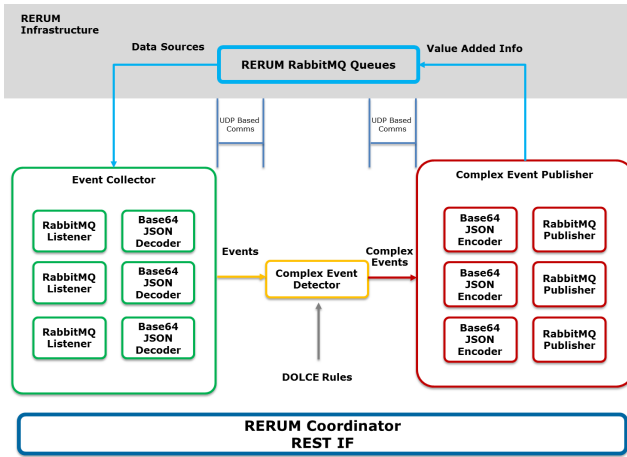 RERUM
Infrastructure
Data Sources
RERUM RabbitMQ Queues
Value Added Info
UDP Based
Comms
UDP Based
Comms
Event Collector
RabbitMQ
Listener
Base64
JSON
Decoder
RabbitMQ
Listener
Base64
JSON
Decoder
RabbitMQ
Listener
Base64
JSON
Decoder
Events
Complex Event
Detector
Complex
Events
DOLCE Rules
Complex Event Publisher
Base64
JSON
Encoder
RabbitMQ
Publisher
Base64
JSON
Encoder
RabbitMQ
Publisher
Base64
JSON
Encoder
RabbitMQ
Publisher
RERUM Coordinator
REST IF